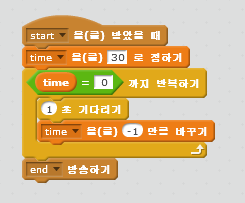 start 을(를) 받았을 때
time 을(를) 30 로 정하기
time = 0 까지 반복하기
1 초 기다리기
time 을(를) -1 만큼 바꾸기
end 방송하기